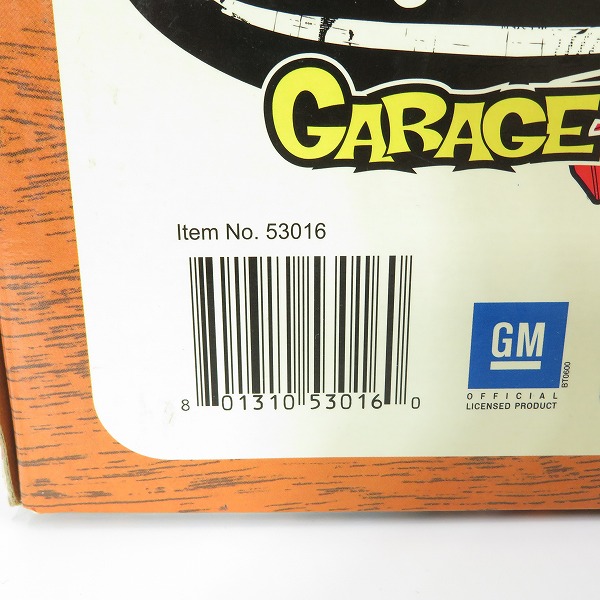 GARAGE
Item No. 53016
8 01310 53016 0
GM
OFFICIAL
LICENSED PRODUCT
BT0600